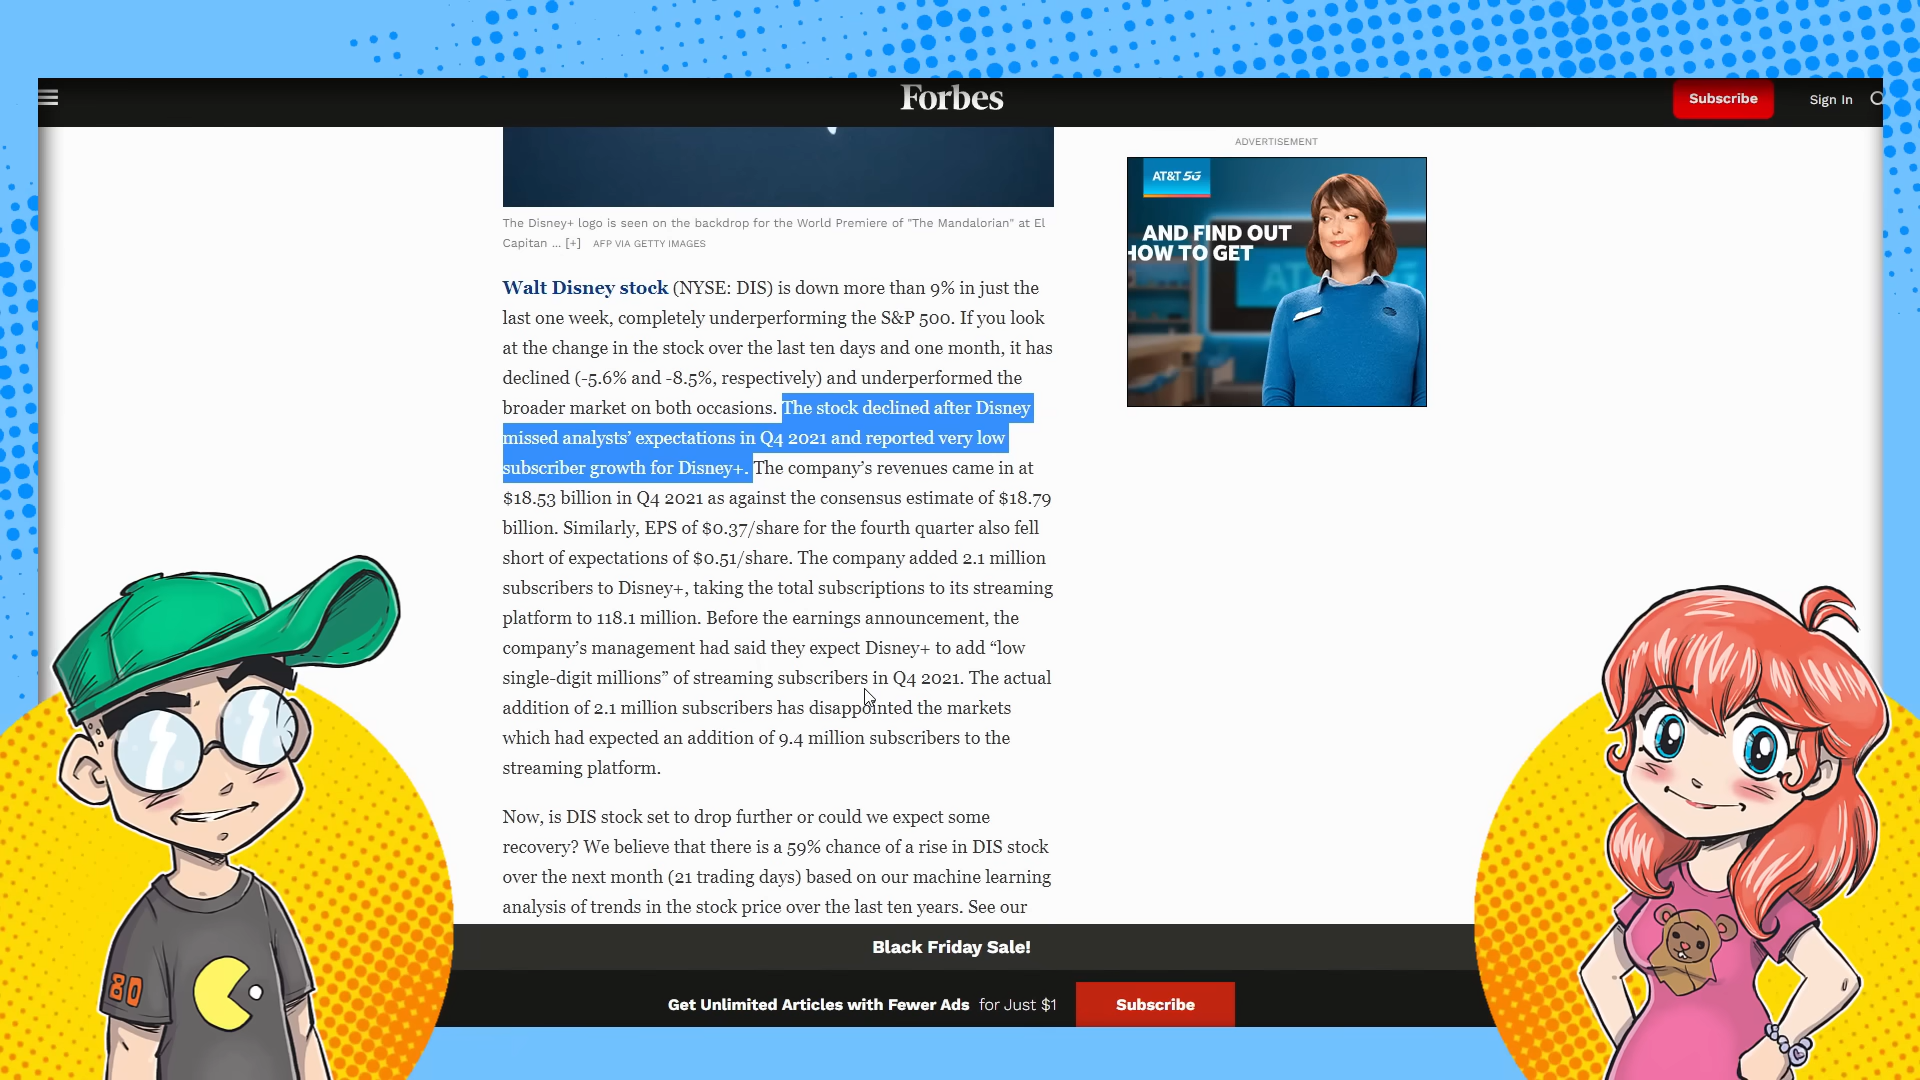 Forbes
Subscribe
Sign In
ADVERTISEMENT
AT&T 5G
AND FIND OUT
HOW TO GET
The Disney+ logo is seen on the backdrop for the World Premiere of "The Mandalorian" at El
Capitan ... [+] AFP VIA GETTY IMAGES
Walt Disney stock (NYSE: DIS) is down more than 9% in just the
last one week, completely underperforming the S&P 500. If you look
at the change in the stock over the last ten days and one month, it has
declined (-5.6% and -8.5%, respectively) and underperformed the
broader market on both occasions. The stock declined after Disney
missed analysts’ expectations in Q4 2021 and reported very low
subscriber growth for Disney+. The company’s revenues came in at
$18.53 billion in Q4 2021 as against the consensus estimate of $18.79
billion. Similarly, EPS of $0.37/share for the fourth quarter also fell
short of expectations of $0.51/share. The company added 2.1 million
subscribers to Disney+, taking the total subscriptions to its streaming
platform to 118.1 million. Before the earnings announcement, the
company’s management had said they expect Disney+ to add “low
single-digit millions” of streaming subscribers in Q4 2021. The actual
addition of 2.1 million subscribers has disappointed the markets
which had expected an addition of 9.4 million subscribers to the
streaming platform.
Now, is DIS stock set to drop further or could we expect some
recovery? We believe that there is a 59% chance of a rise in DIS stock
over the next month (21 trading days) based on our machine learning
analysis of trends in the stock price over the last ten years. See our
Black Friday Sale!
Get Unlimited Articles with Fewer Ads for Just $1
Subscribe
80